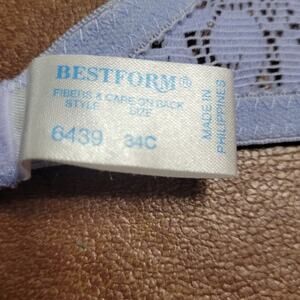 BESTFORM®
FIBERS & CARE ON BACK
STYLE SIZE
6439 34C
MADE IN
PHILIPPINES